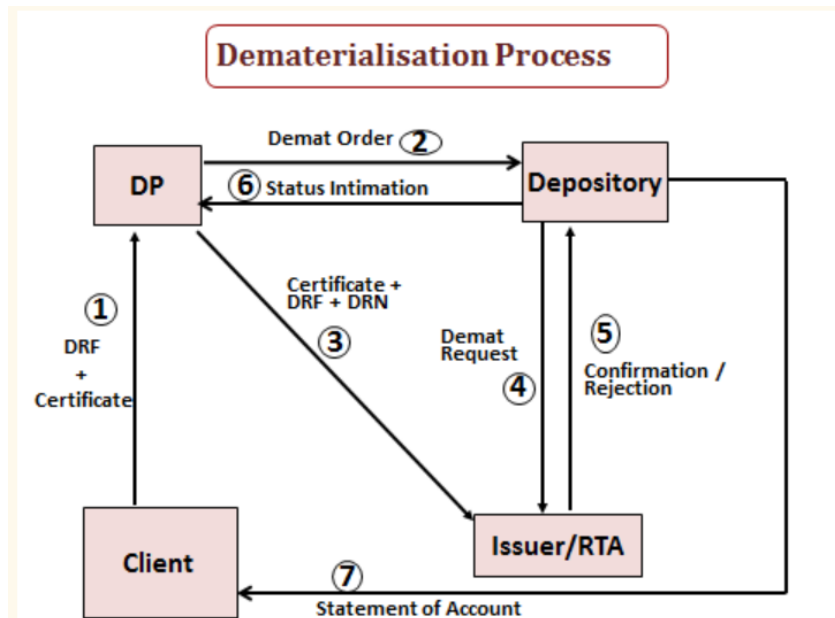 Dematerialisation Process
Demat Order 2
DP
6 Status Intimation
Depository
Certificate +
DRF + DRN
3
1
DRF
+
Certificate
Demat
Request
4
5
Confirmation /
Rejection
Client
Issuer/RTA
7
Statement of Account